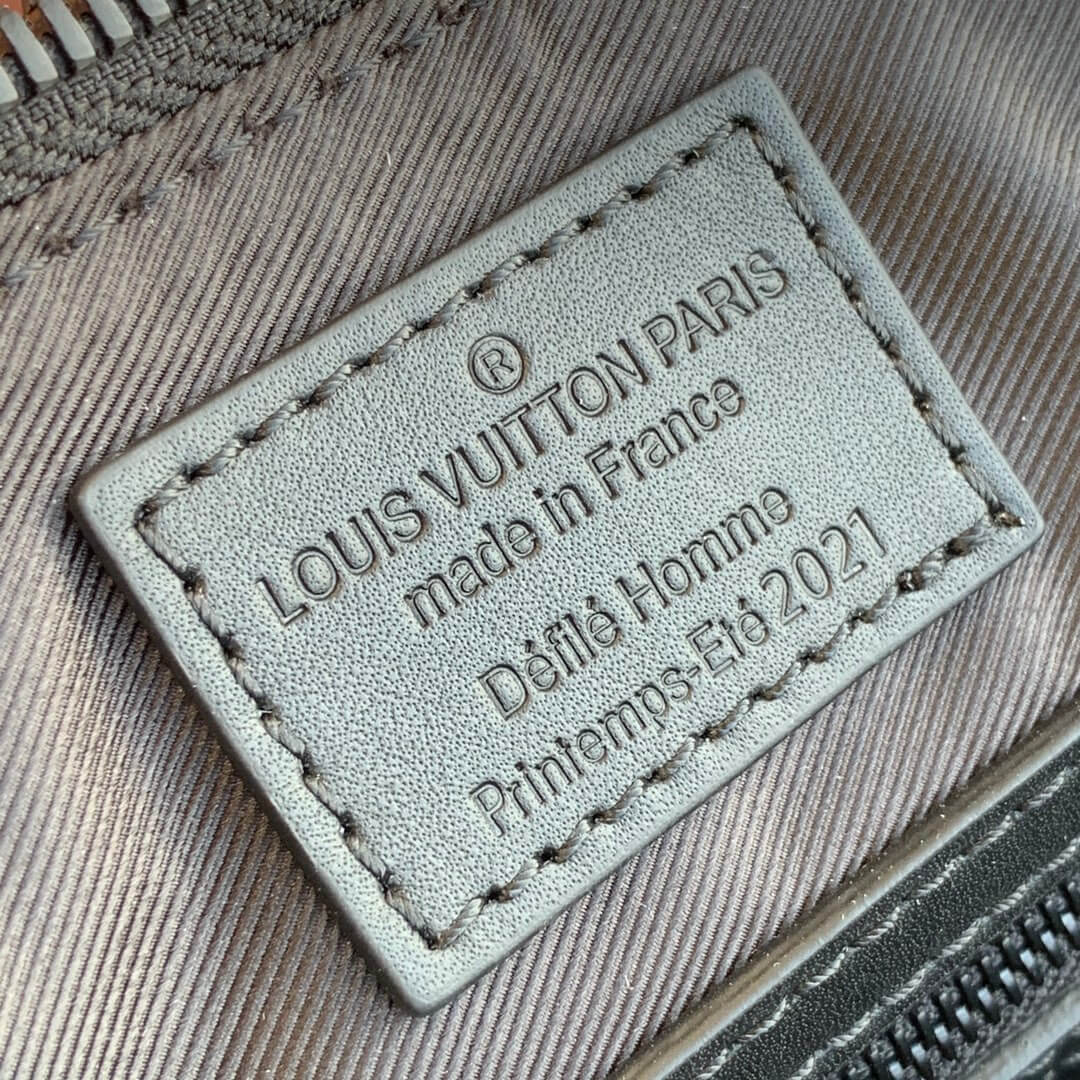 ®
LOUIS VUITTON PARIS
made in France
Défilé Homme
Printemps-Eté 2021